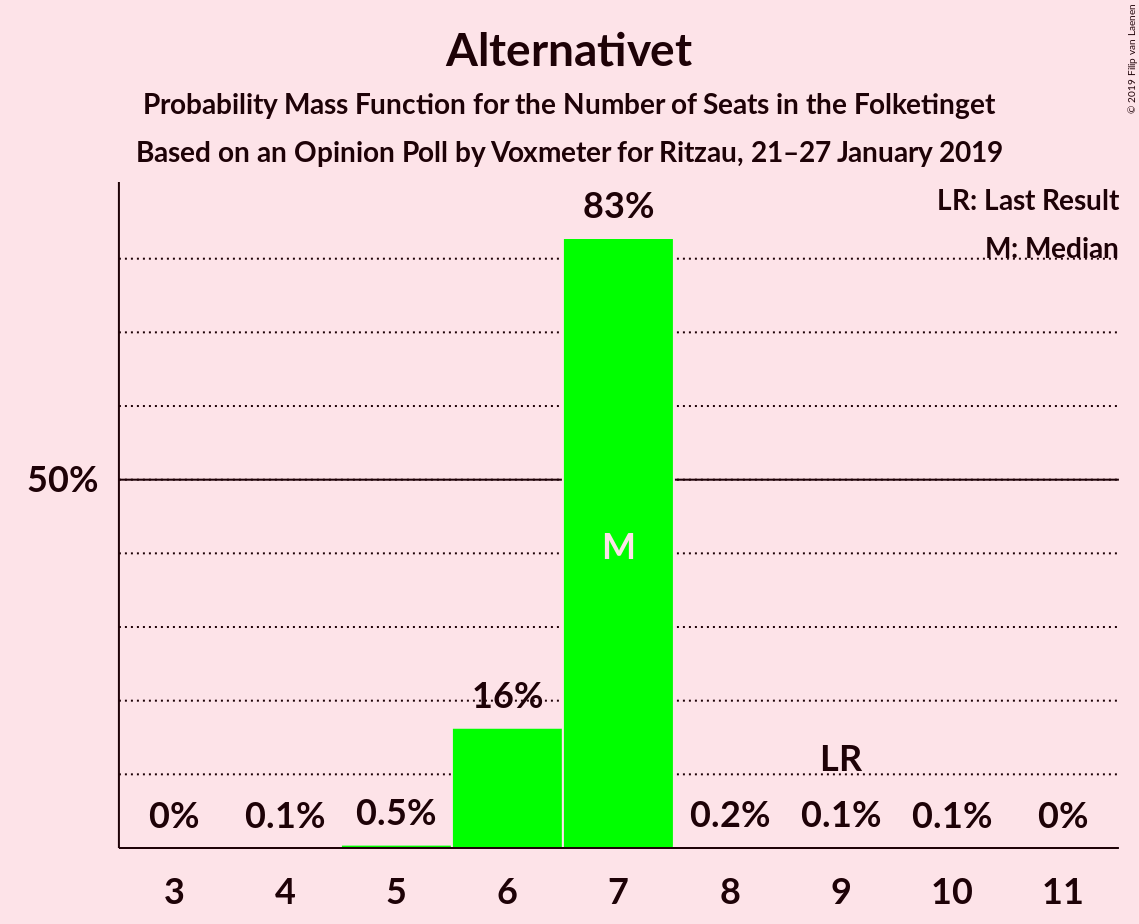 Alternativet
Probability Mass Function for the Number of Seats in the Folketinget
Based on an Opinion Poll by Voxmeter for Ritzau, 21–27 January 2019
© 2019 Filip van Laenen
LR: Last Result
M: Median
83%
50%
M
16%
LR
0% 0.1% 0.5% 0.2% 0.1% 0.1% 0%
3 4 5 6 7 8 9 10 11